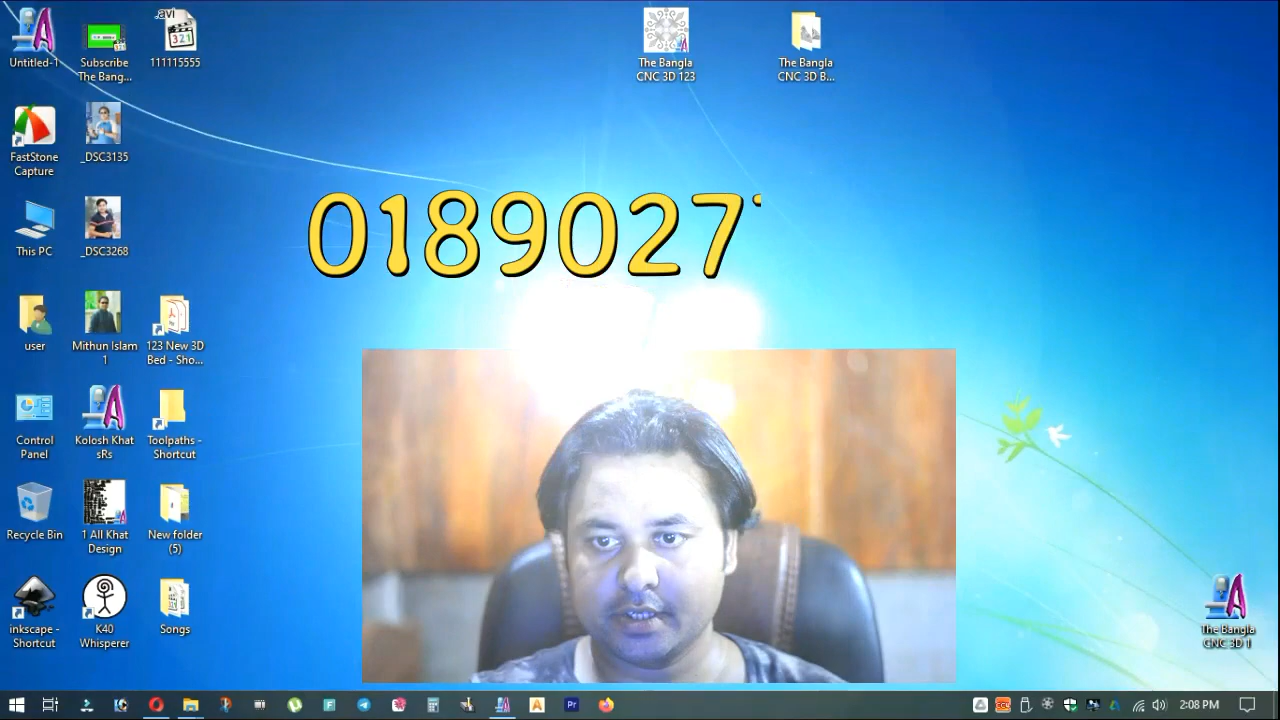 Untitled-1
Subscribe
The Bang...
.avi
321
111115555
The Bangla
CNC 3D 123
The Bangla
CNC 3D B...
FastStone
Capture
_DSC3135
0189027
This PC
_DSC3268
user
Mithun Islam
1
123 New 3D
Bed - Sho...
Control
Panel
Kolosh Khat
sRs
Toolpaths -
Shortcut
Recycle Bin
1 All Khat
Design
New folder
(5)
inkscape -
Shortcut
K40
Whisperer
Songs
The Bangla
CNC 3D 1
2:08 PM